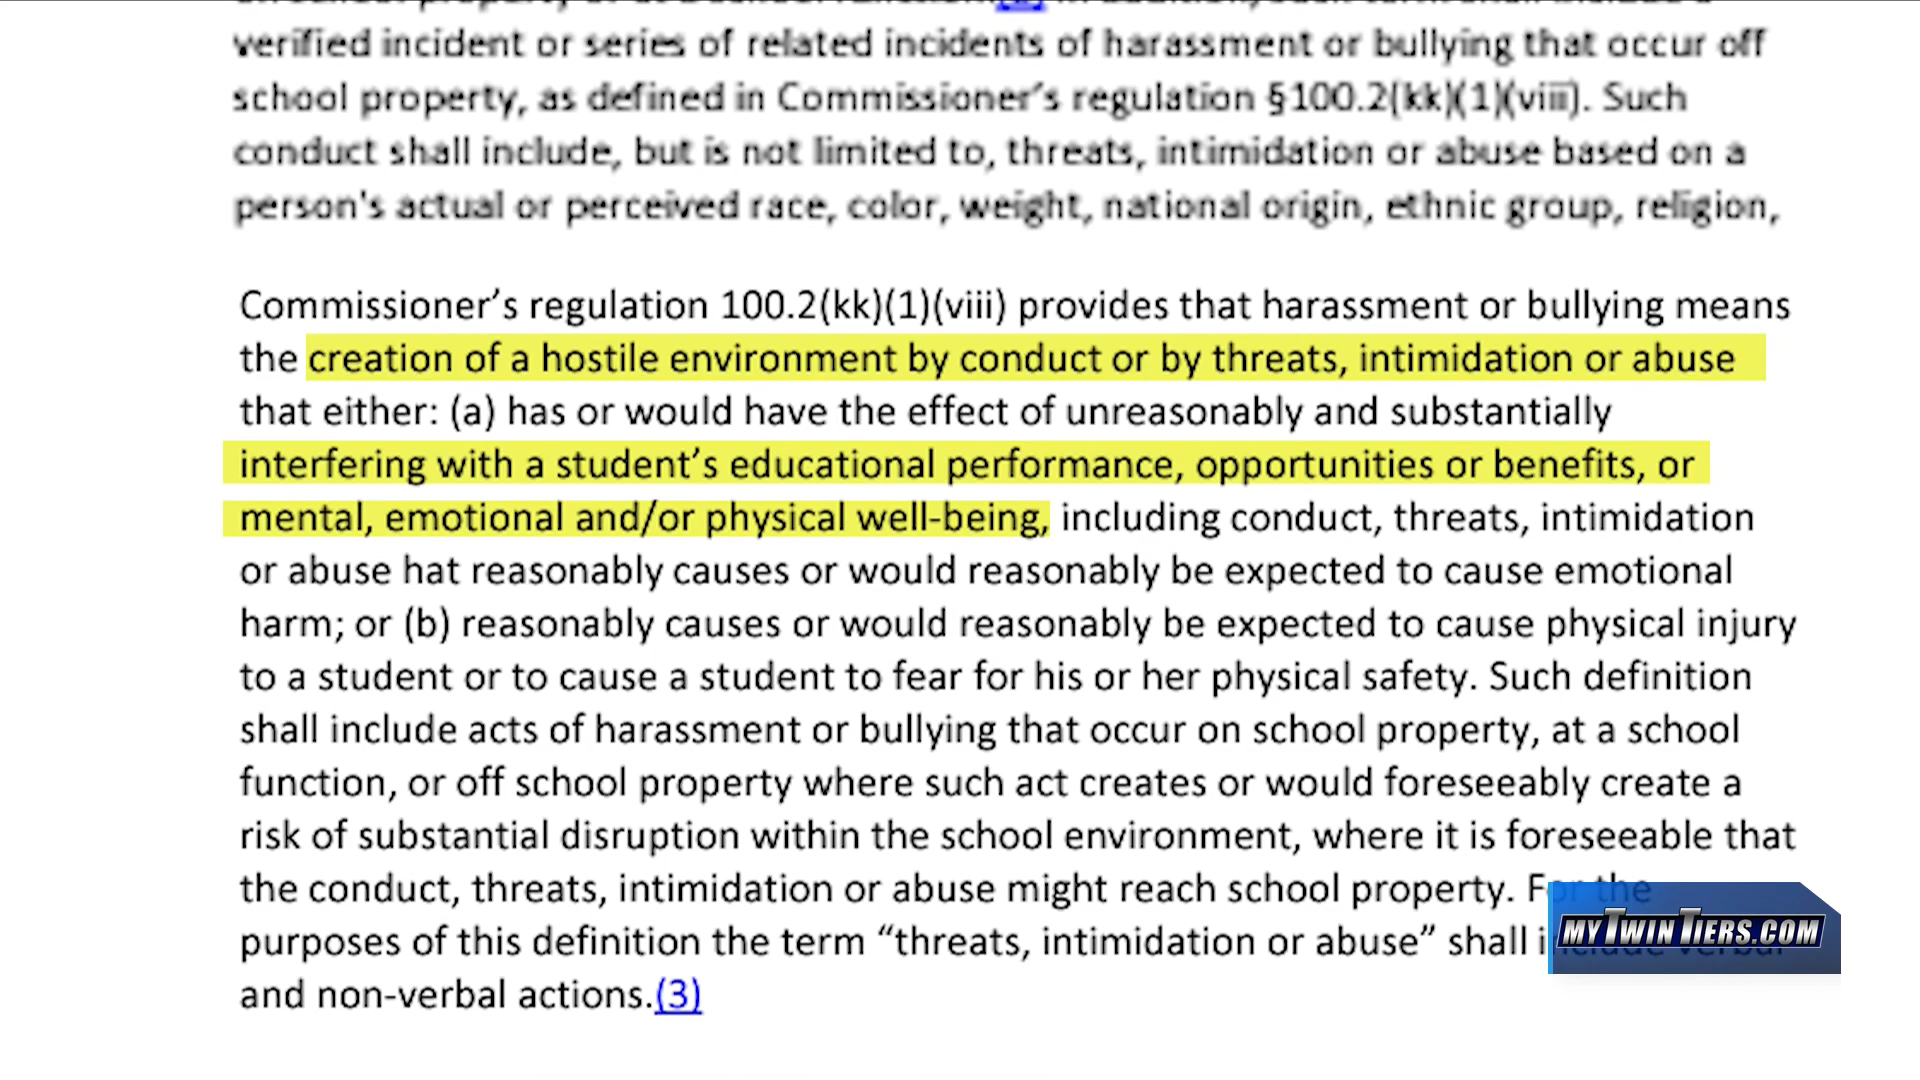 verified incident or series of related incidents of harassment or bullying that occur off
school property, as defined in Commissioner's regulation §100.2(kk)(1)(viii). Such
conduct shall include, but is not limited to, threats, intimidation or abuse based on a
person's actual or perceived race, color, weight, national origin, ethnic group, religion,
Commissioner’s regulation 100.2(kk)(1)(viii) provides that harassment or bullying means
the creation of a hostile environment by conduct or by threats, intimidation or abuse
that either: (a) has or would have the effect of unreasonably and substantially
interfering with a student’s educational performance, opportunities or benefits, or
mental, emotional and/or physical well-being, including conduct, threats, intimidation
or abuse hat reasonably causes or would reasonably be expected to cause emotional
harm; or (b) reasonably causes or would reasonably be expected to cause physical injury
to a student or to cause a student to fear for his or her physical safety. Such definition
shall include acts of harassment or bullying that occur on school property, at a school
function, or off school property where such act creates or would foreseeably create a
risk of substantial disruption within the school environment, where it is foreseeable that
the conduct, threats, intimidation or abuse might reach school property. For the
purposes of this definition the term “threats, intimidation or abuse” shall include verbal
and non-verbal actions.(3)
MYTWINTIERS.COM